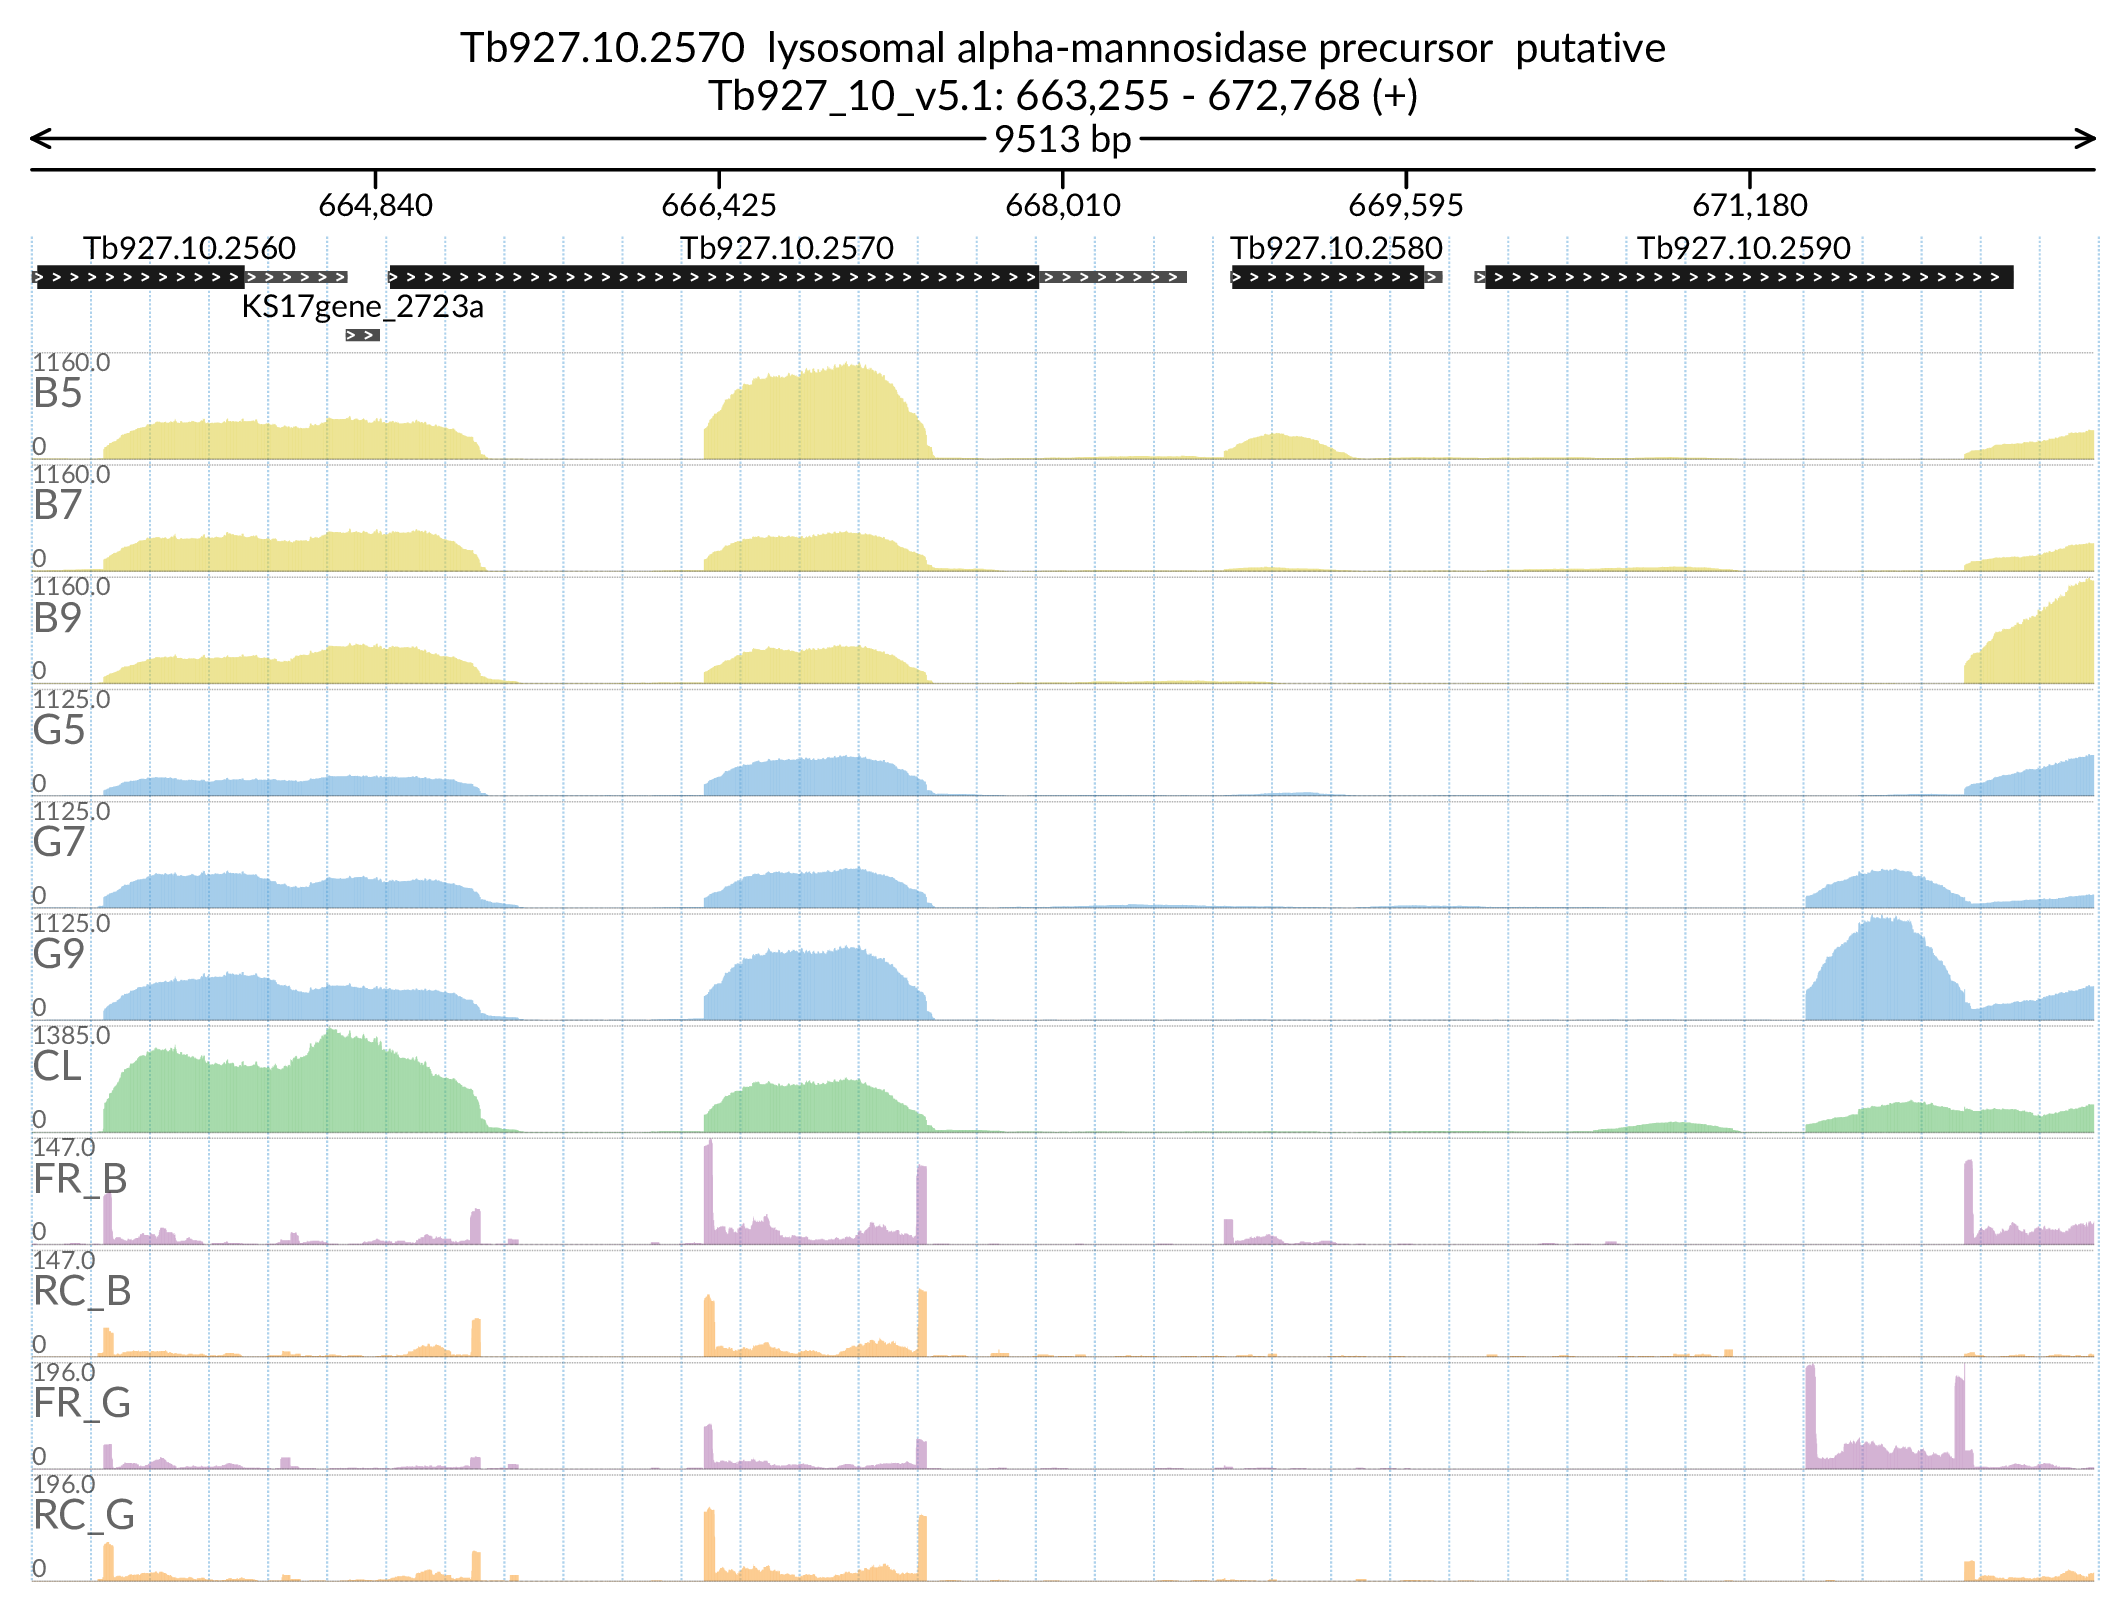 Tb927.10.2570  lysosomal alpha-mannosidase precursor  putative
Tb927_10_v5.1: 663,255 - 672,768 (+)
9513 bp
664,840 666,425 668,010 669,595 671,180
Tb927.10.2560 Tb927.10.2570 Tb927.10.2580 Tb927.10.2590
KS17gene_2723a
1160.0
B5
0
1160.0
B7
0
1160.0
B9
0
1125.0
G5
0
1125.0
G7
0
1125.0
G9
0
1385.0
CL
0
147.0
FR_B
0
147.0
RC_B
0
196.0
FR_G
0
196.0
RC_G
0